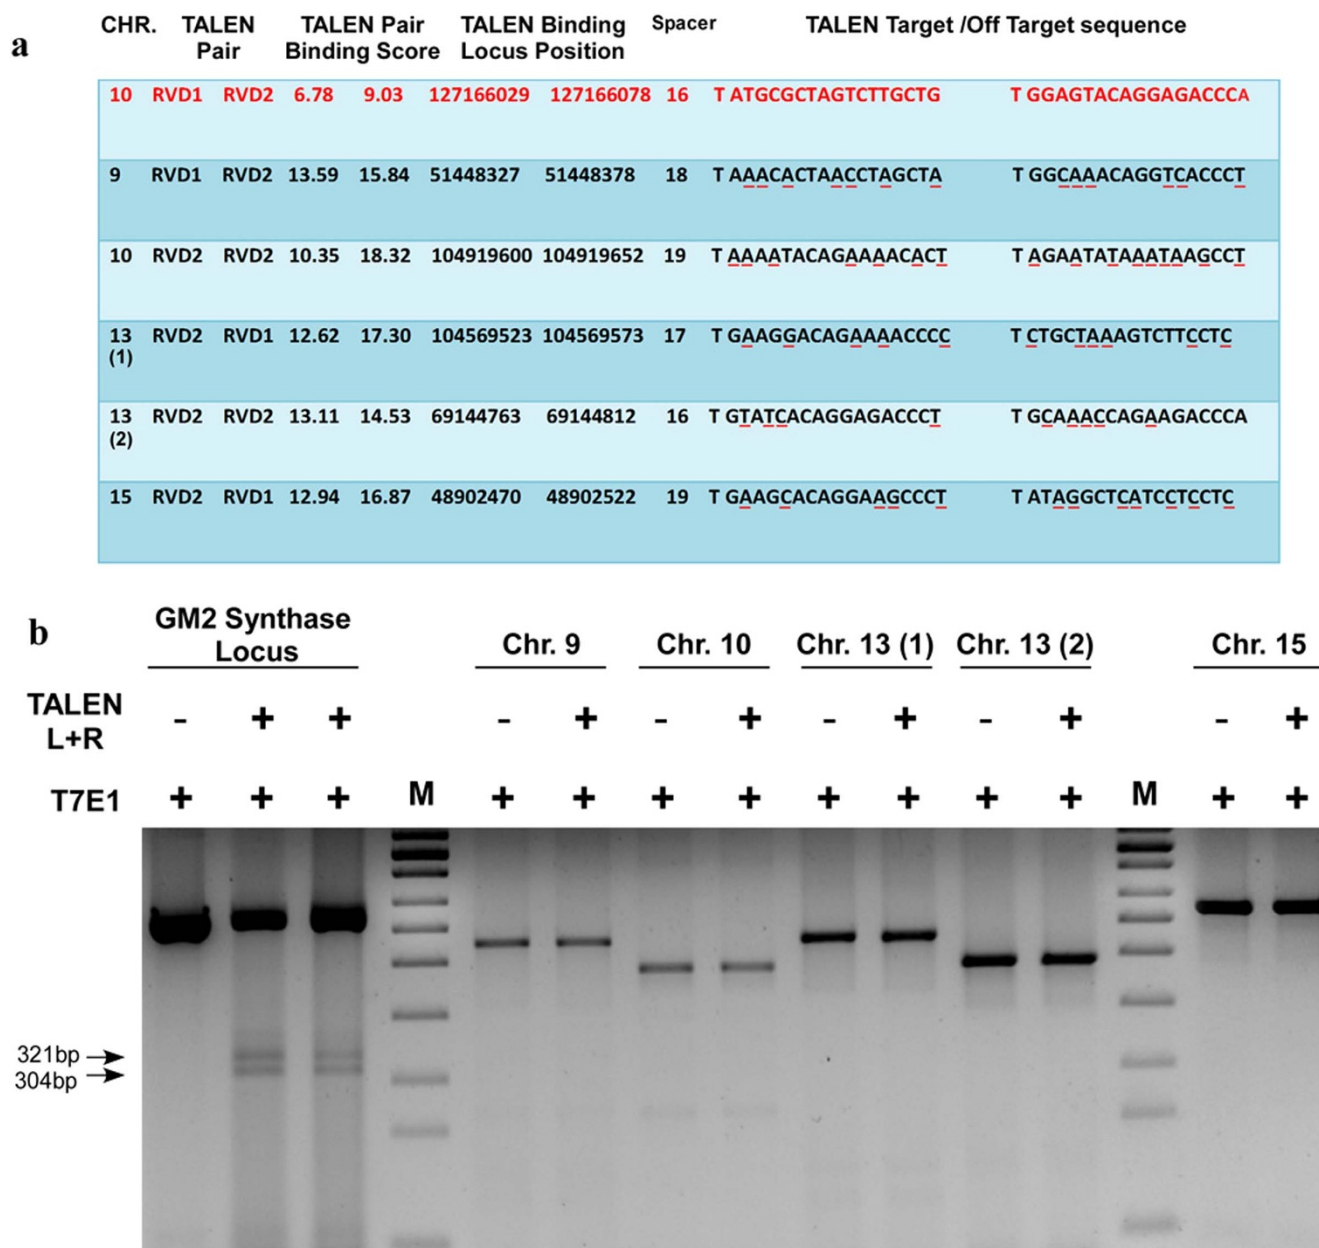 a
CHR. TALEN Pair TALEN Pair Binding Score TALEN Binding Locus Position Spacer TALEN Target /Off Target sequence
10 RVD1 RVD2 6.78 9.03 127166029 127166078 16 T ATGCGCTAGTCTTGCTG T GGAGTACAGGAGACCCA
9 RVD1 RVD2 13.59 15.84 51448327 51448378 18 T AAACACTAACCTAGCTA T GGCAAACAGGTCACCCT
10 RVD2 RVD2 10.35 18.32 104919600 104919652 19 T AAAATACAGAAAACACT T AGAATATAAATAAGCCT
13 (1) RVD2 RVD1 12.62 17.30 104569523 104569573 17 T GAAGGACAGAAAACCCC T CTGCTAAAGTCTTCCTC
13 (2) RVD2 RVD2 13.11 14.53 69144763 69144812 16 T GTATCACAGGAGACCCT T GCAAACCAGAAGACCCA
15 RVD2 RVD1 12.94 16.87 48902470 48902522 19 T GAAGCACAGGAAGCCCT T ATAGGCTCATCCTCCTC
b
GM2 Synthase
Locus Chr. 9 Chr. 10 Chr. 13 (1) Chr. 13 (2) Chr. 15
TALEN L+R - + + - + - + - + - + - +
T7E1 + + + M + + + + + + + + M + +
321bp
304bp